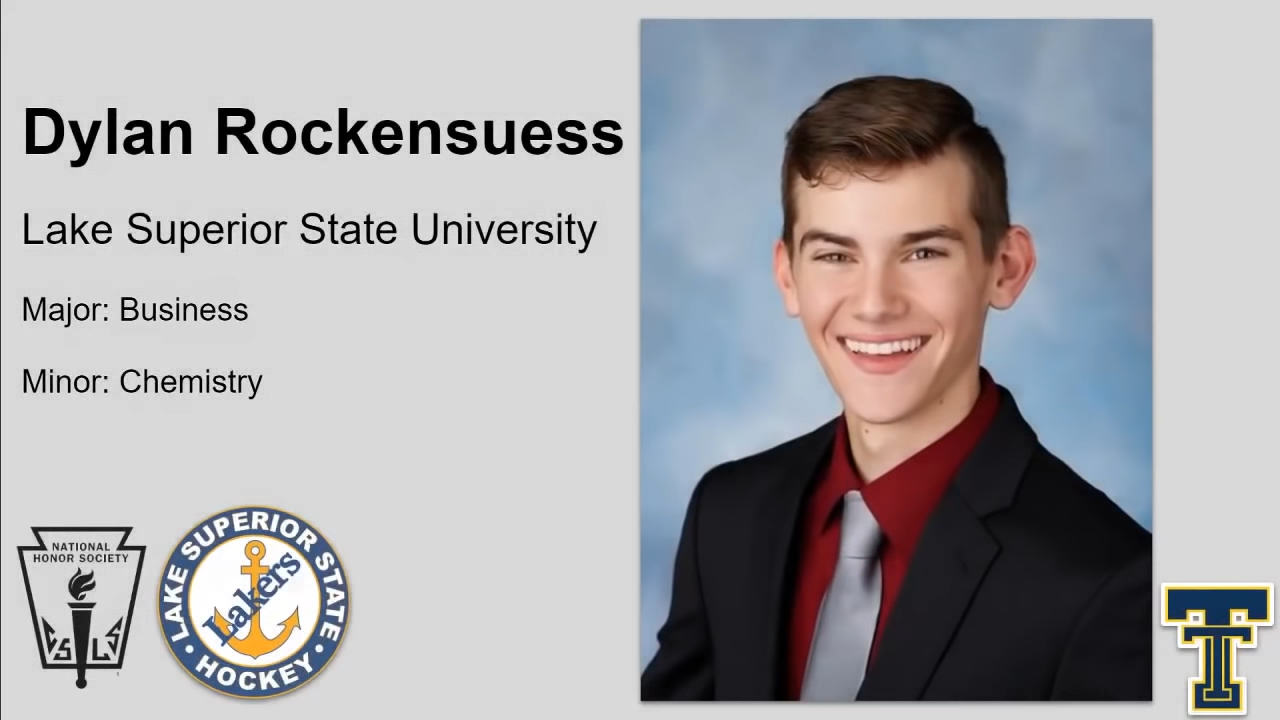 Dylan Rockensuess
Lake Superior State University
Major: Business
Minor: Chemistry
NATIONAL
HONOR SOCIETY
C S L S
LAKE SUPERIOR STATE
Lakers
HOCKEY
T